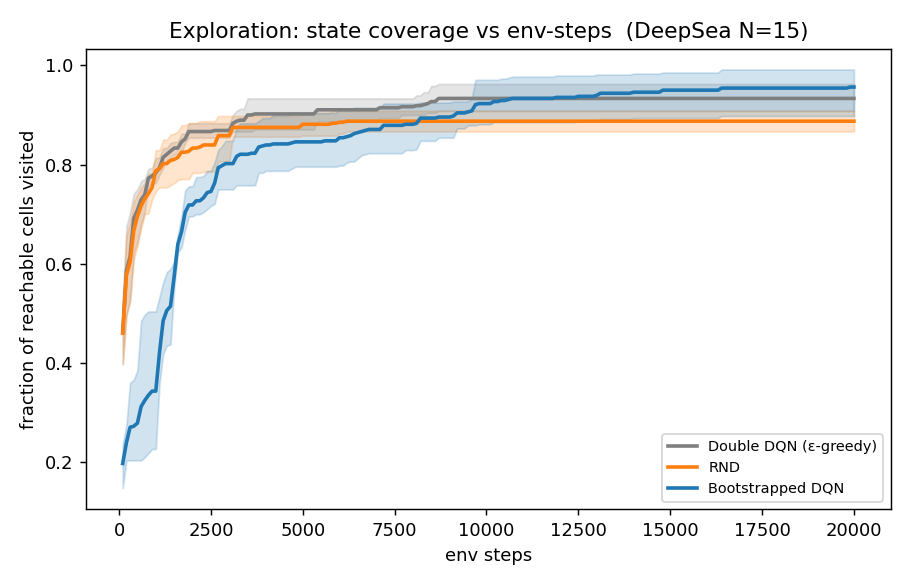 Exploration: state coverage vs env-steps  (DeepSea N=15)
fraction of reachable cells visited
1.0
0.8
0.6
0.4
0.2
Double DQN (ε-greedy)
RND
Bootstrapped DQN
0 2500 5000 7500 10000 12500 15000 17500 20000
env steps